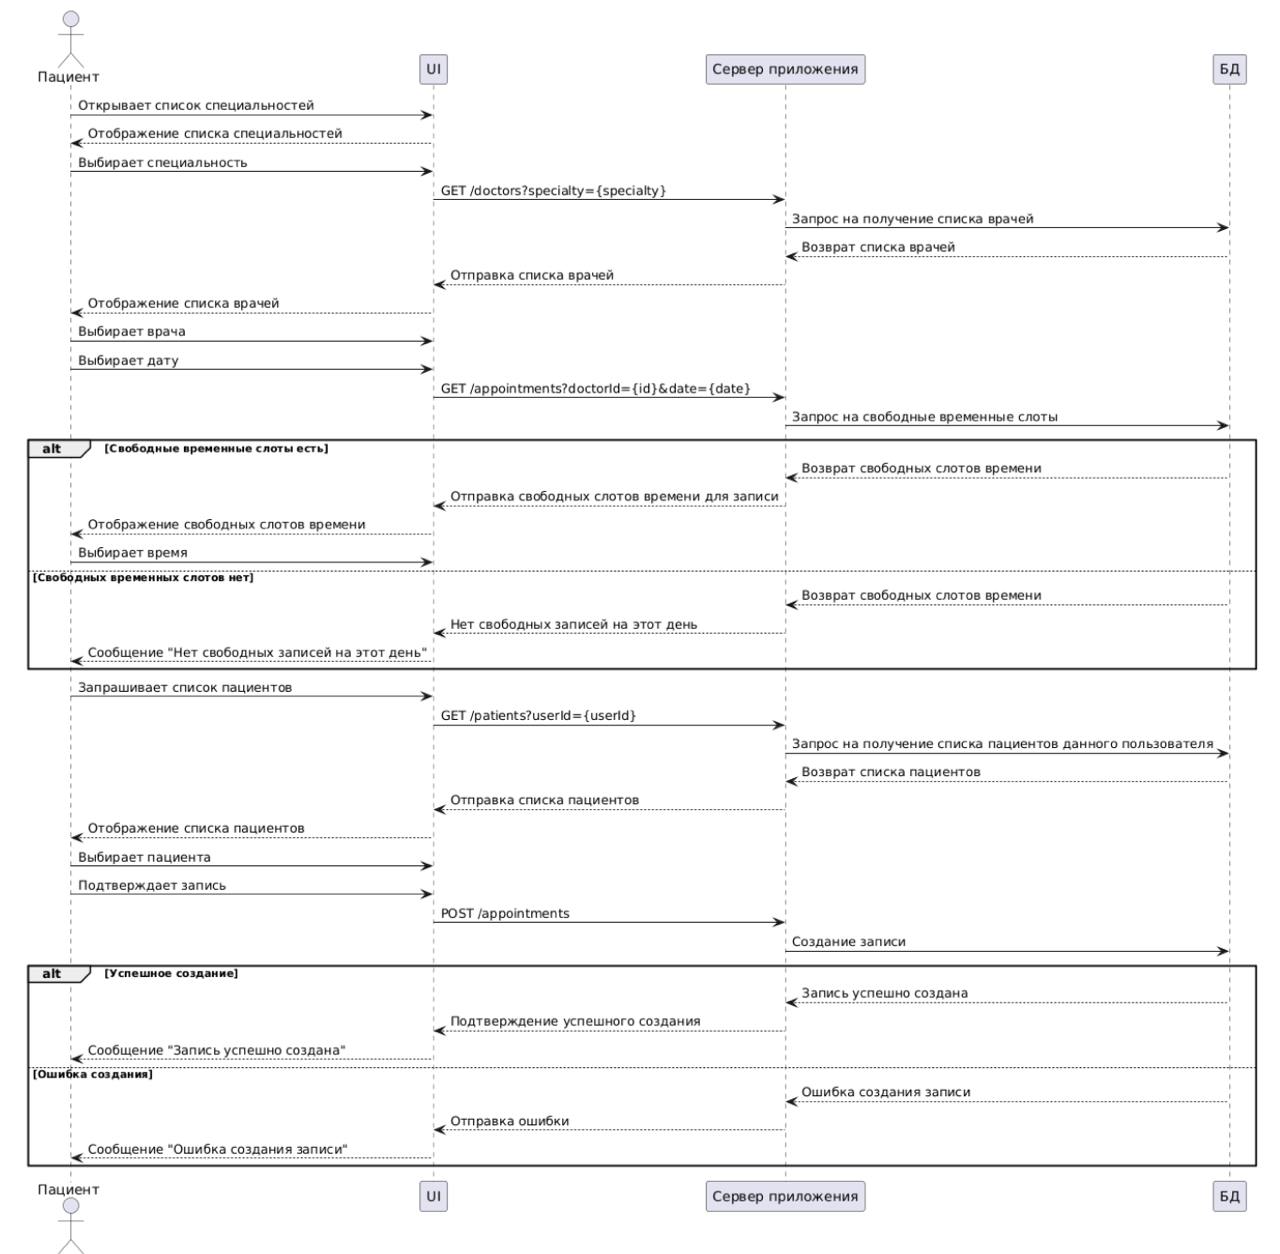 Пациент
UI
Сервер приложения
БД
Открывает список специальностей
Отображение списка специальностей
Выбирает специальность
GET /doctors?specialty={specialty}
Запрос на получение списка врачей
Возврат списка врачей
Отправка списка врачей
Отображение списка врачей
Выбирает врача
Выбирает дату
GET /appointments?doctorId={id}&date={date}
Запрос на свободные временные слоты
alt [Свободные временные слоты есть]
Возврат свободных слотов времени
Отправка свободных слотов времени для записи
Отображение свободных слотов времени
Выбирает время
[Свободных временных слотов нет]
Возврат свободных слотов времени
Нет свободных записей на этот день
Сообщение "Нет свободных записей на этот день"
Запрашивает список пациентов
GET /patients?userId={userId}
Запрос на получение списка пациентов данного пользователя
Возврат списка пациентов
Отправка списка пациентов
Отображение списка пациентов
Выбирает пациента
Подтверждает запись
POST /appointments
Создание записи
alt [Успешное создание]
Запись успешно создана
Подтверждение успешного создания
Сообщение "Запись успешно создана"
[Ошибка создания]
Ошибка создания записи
Отправка ошибки
Сообщение "Ошибка создания записи"
Пациент
UI
Сервер приложения
БД